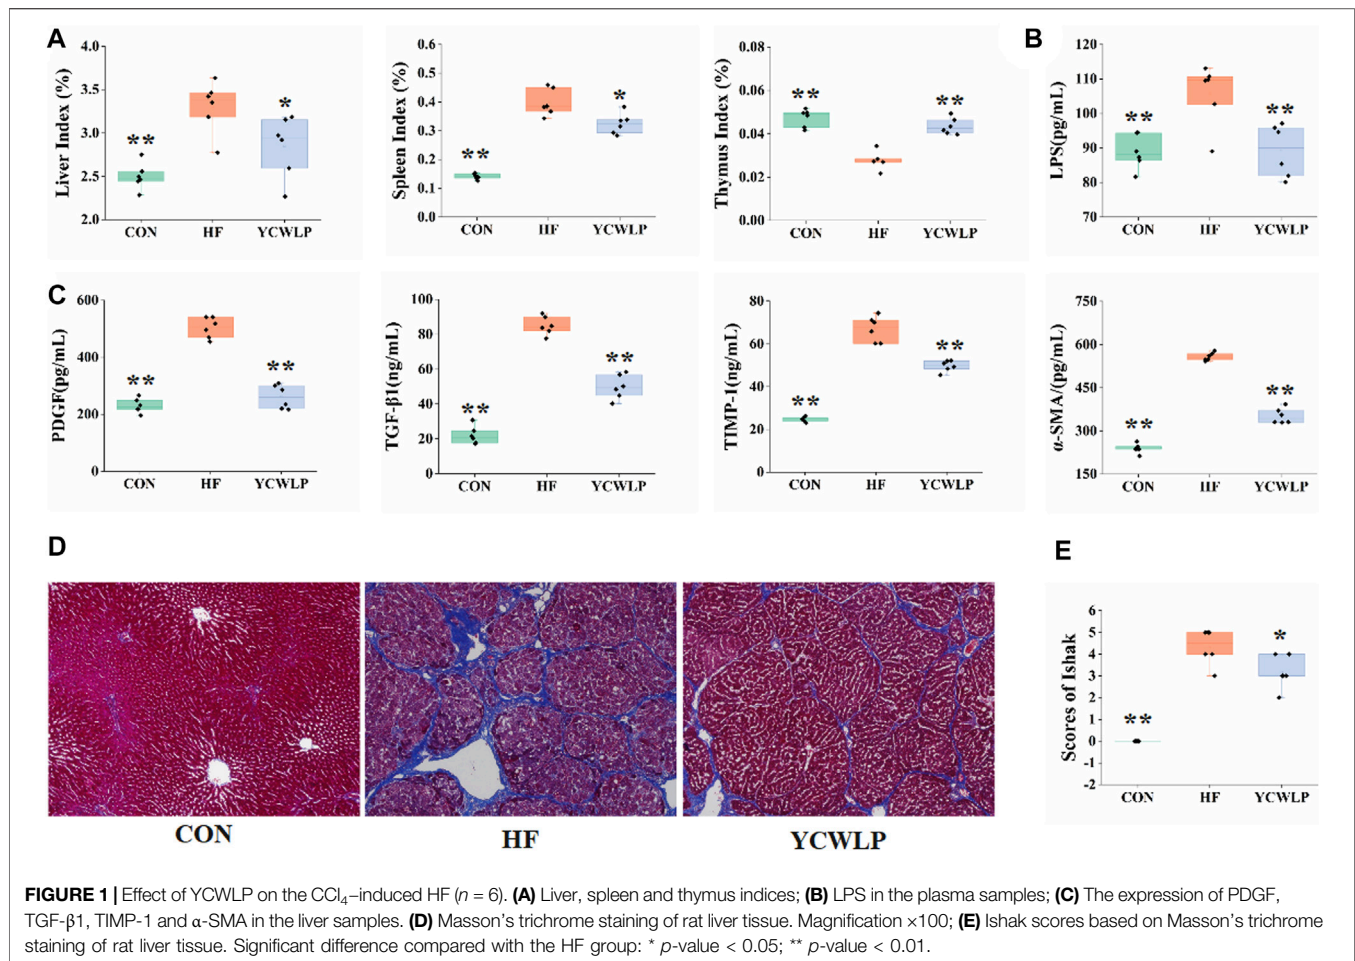 A
Liver Index (%)
4.0
3.5
3.0
2.5
2.0
**
*
CON HF YCWLP
Spleen Index (%)
0.6
0.5
0.4
0.3
0.2
0.1
0.0
**
*
CON HF YCWLP
Thymus Index (%)
0.08
0.06
0.04
0.02
0.00
**
**
CON HF YCWLP
B
LPS(pg/mL)
120
110
100
90
80
70
**
**
CON HF YCWLP
C
PDGF(pg/mL)
600
400
200
0
**
**
CON HF YCWLP
TGF-β1(ng/mL)
100
80
60
40
20
0
**
**
CON HF YCWLP
TIMP-1(ng/mL)
80
60
40
20
0
**
**
CON HF YCWLP
α-SMA/(pg/mL)
750
600
450
300
150
**
**
CON HF YCWLP
D
CON HF YCWLP
E
Scores of Ishak
6
5
4
3
2
1
0
-1
-2
**
*
CON HF YCWLP
FIGURE 1 | Effect of YCWLP on the CCl₄–induced HF (n = 6). (A) Liver, spleen and thymus indices; (B) LPS in the plasma samples; (C) The expression of PDGF,
TGF-β1, TIMP-1 and α-SMA in the liver samples. (D) Masson's trichrome staining of rat liver tissue. Magnification ×100; (E) Ishak scores based on Masson's trichrome
staining of rat liver tissue. Significant difference compared with the HF group: * p-value < 0.05; ** p-value < 0.01.